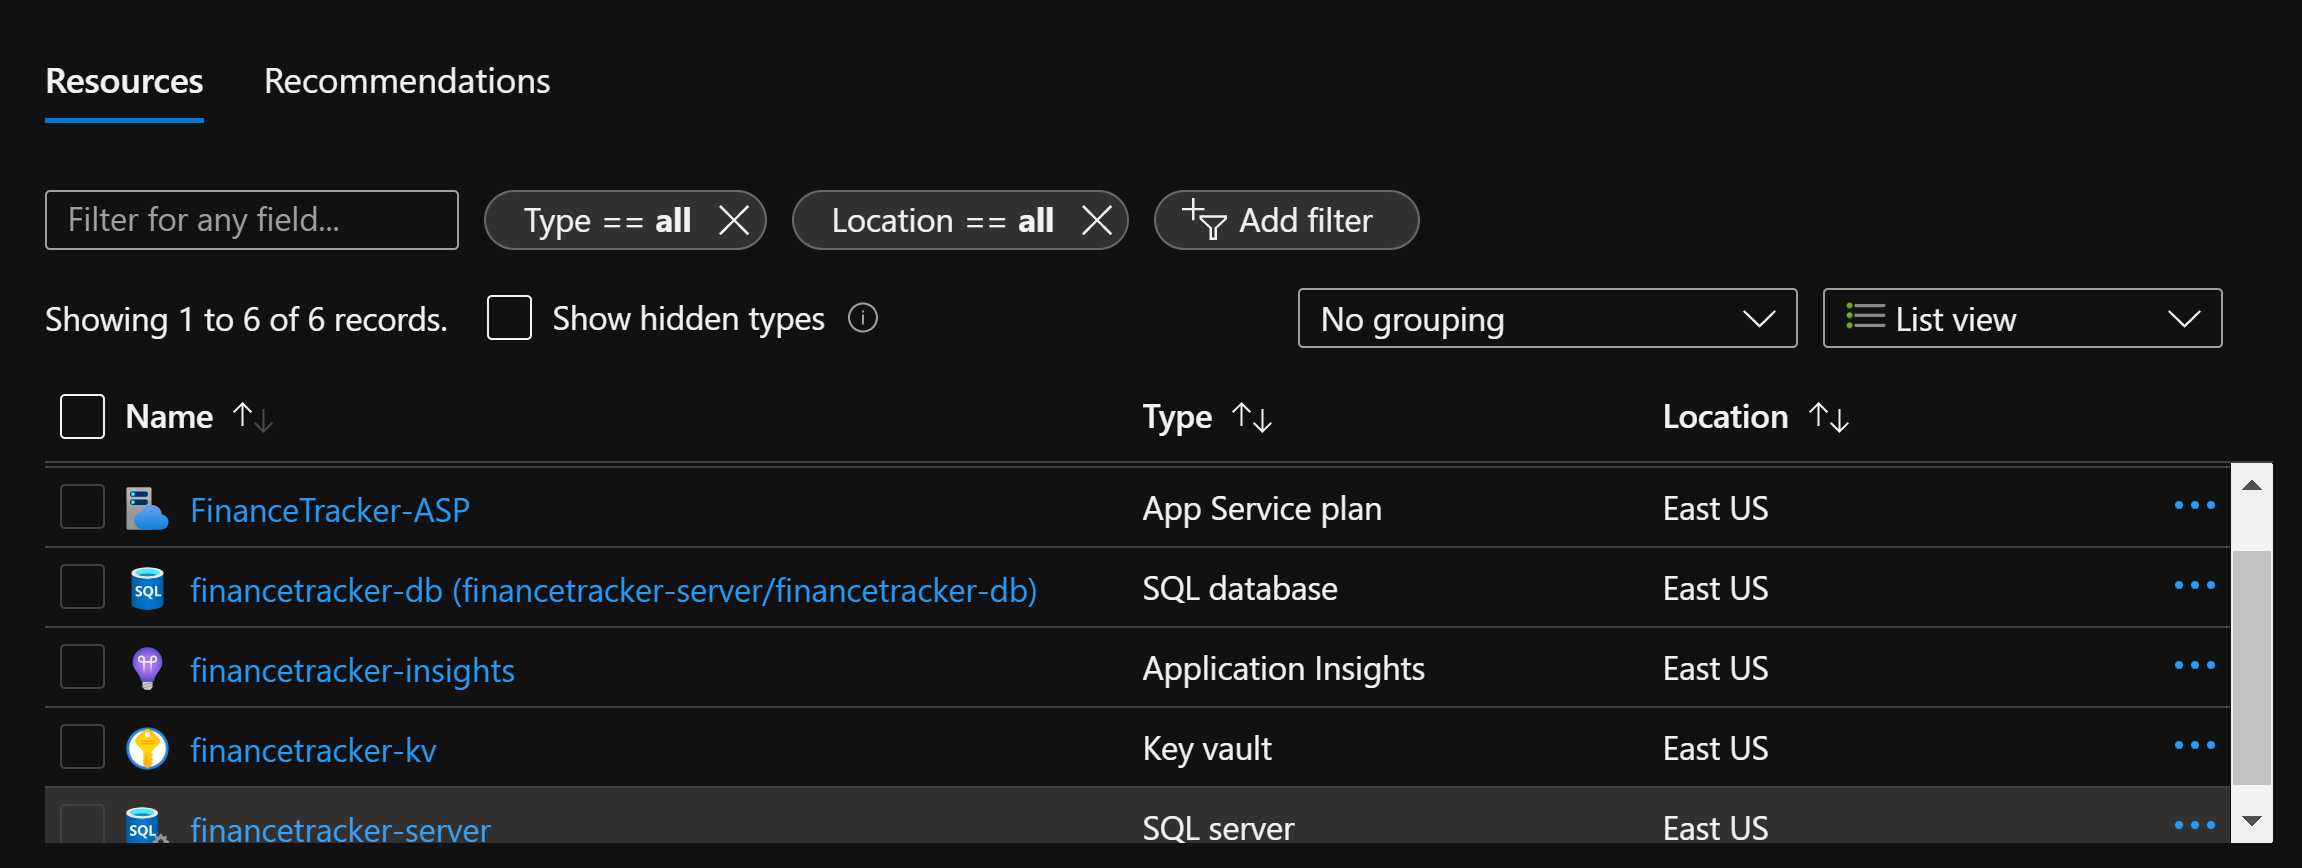 Resources Recommendations
Filter for any field... Type == all Location == all Add filter
Showing 1 to 6 of 6 records. Show hidden types No grouping List view
Name Type Location
FinanceTracker-ASP App Service plan East US
SQL financetracker-db (financetracker-server/financetracker-db) SQL database East US
financetracker-insights Application Insights East US
financetracker-kv Key vault East US
SQL financetracker-server SQL server East US